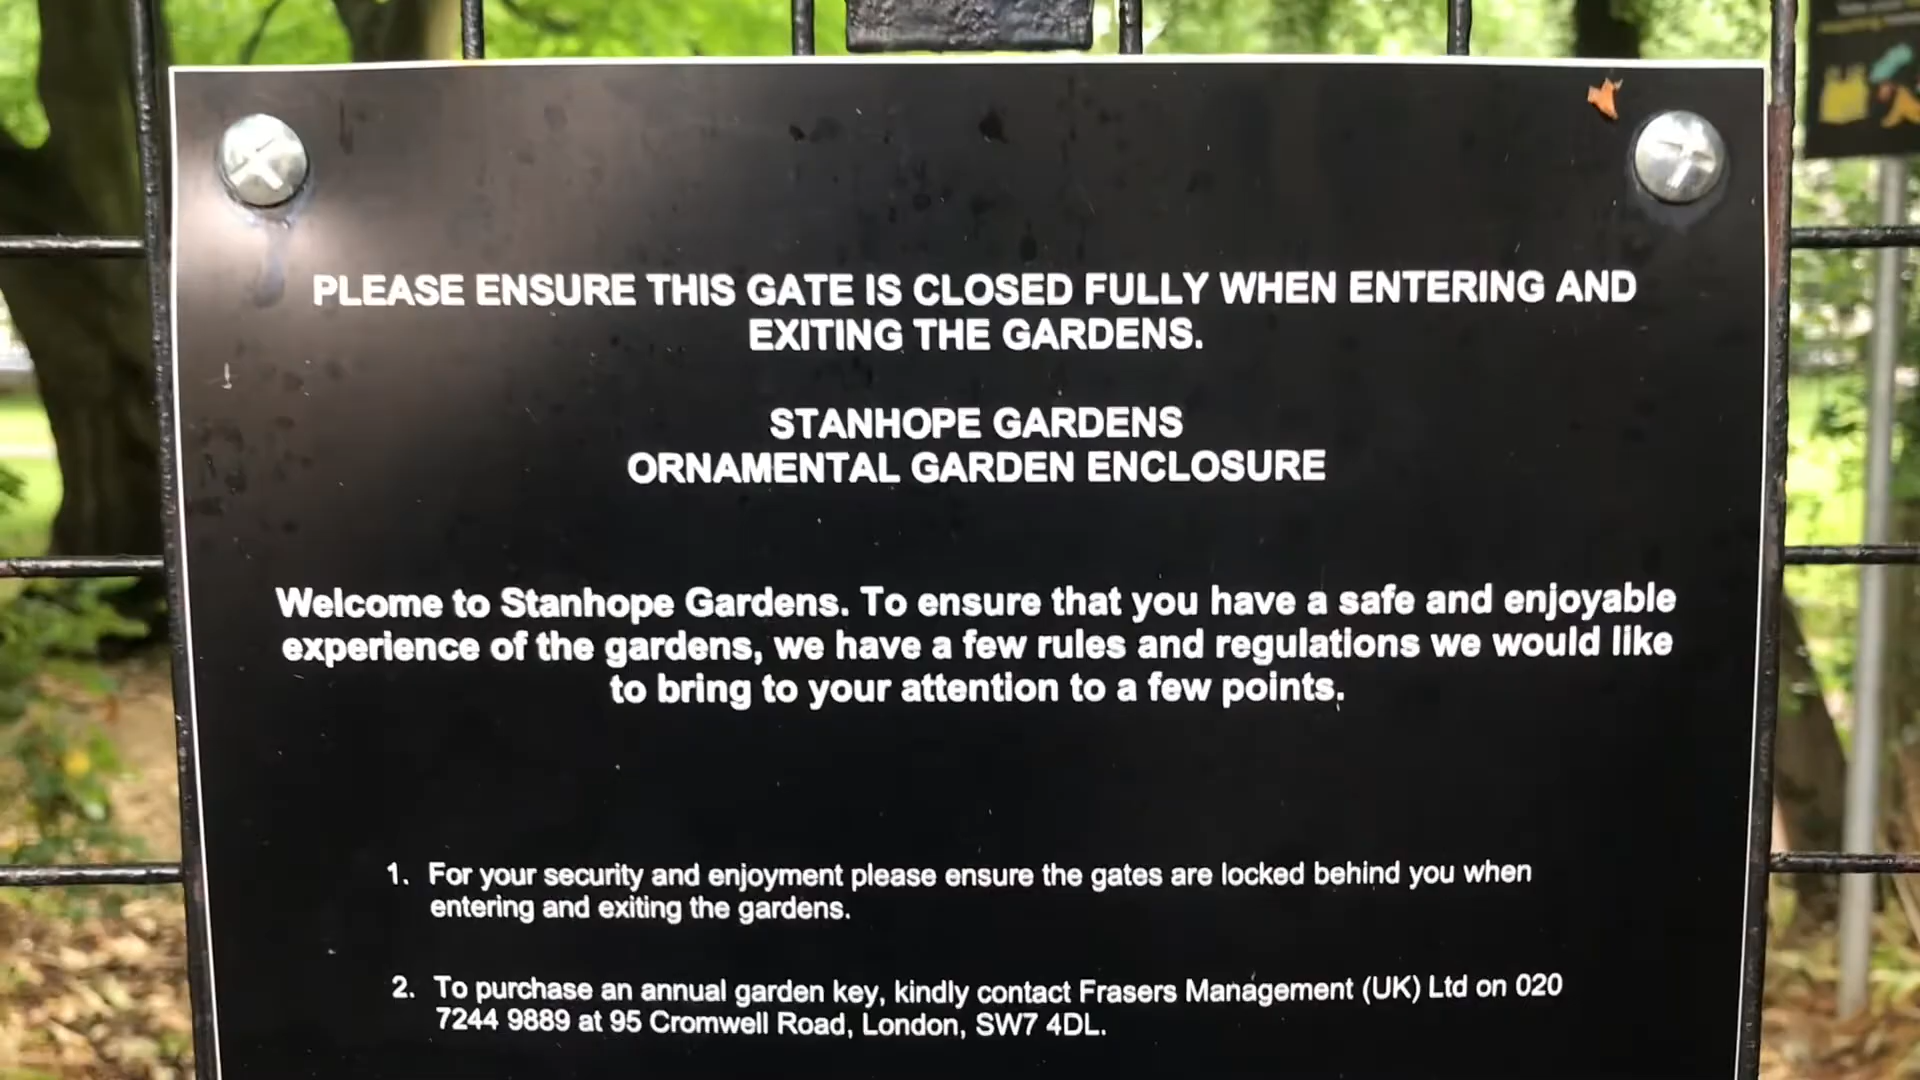 PLEASE ENSURE THIS GATE IS CLOSED FULLY WHEN ENTERING AND
EXITING THE GARDENS.
STANHOPE GARDENS
ORNAMENTAL GARDEN ENCLOSURE
Welcome to Stanhope Gardens. To ensure that you have a safe and enjoyable
experience of the gardens, we have a few rules and regulations we would like
to bring to your attention to a few points.
1. For your security and enjoyment please ensure the gates are locked behind you when
entering and exiting the gardens.
2. To purchase an annual garden key, kindly contact Frasers Management (UK) Ltd on 020
7244 9889 at 95 Cromwell Road, London, SW7 4DL.